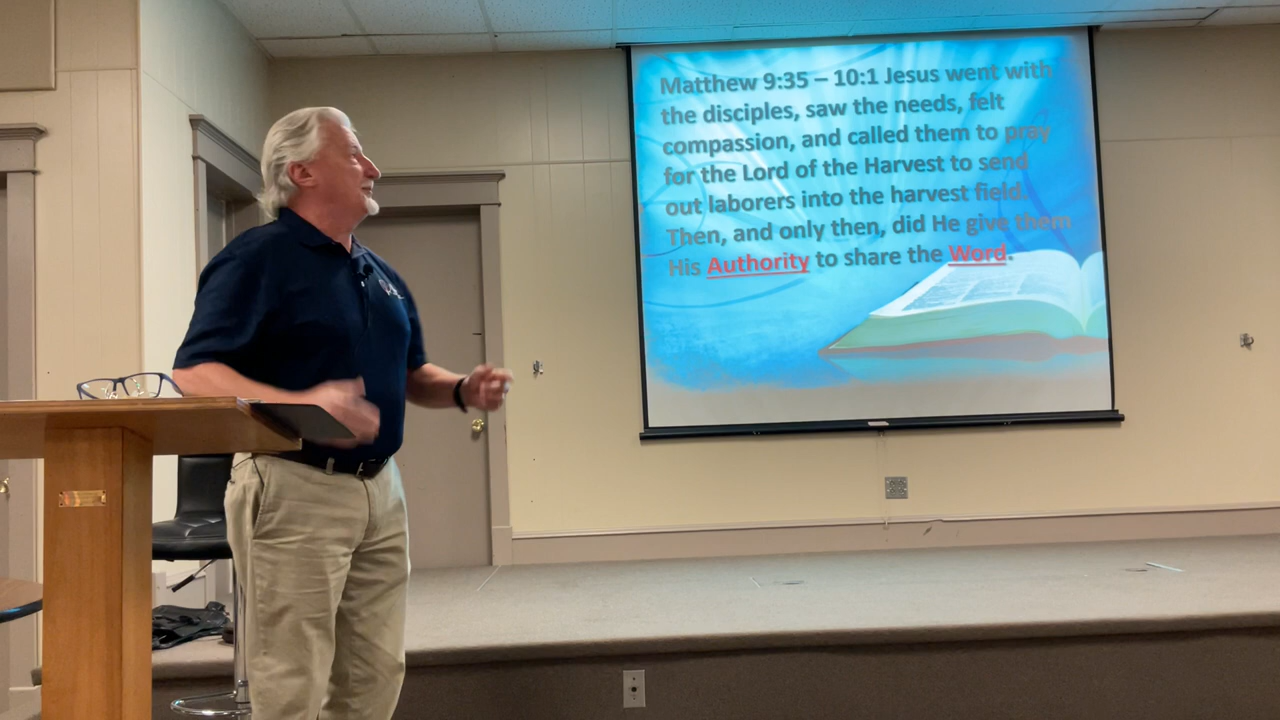 Matthew 9:35 – 10:1 Jesus went with
the disciples, saw the needs, felt
compassion, and called them to pray
for the Lord of the Harvest to send
out laborers into the harvest field.
Then, and only then, did He give them
His Authority to share the Word.